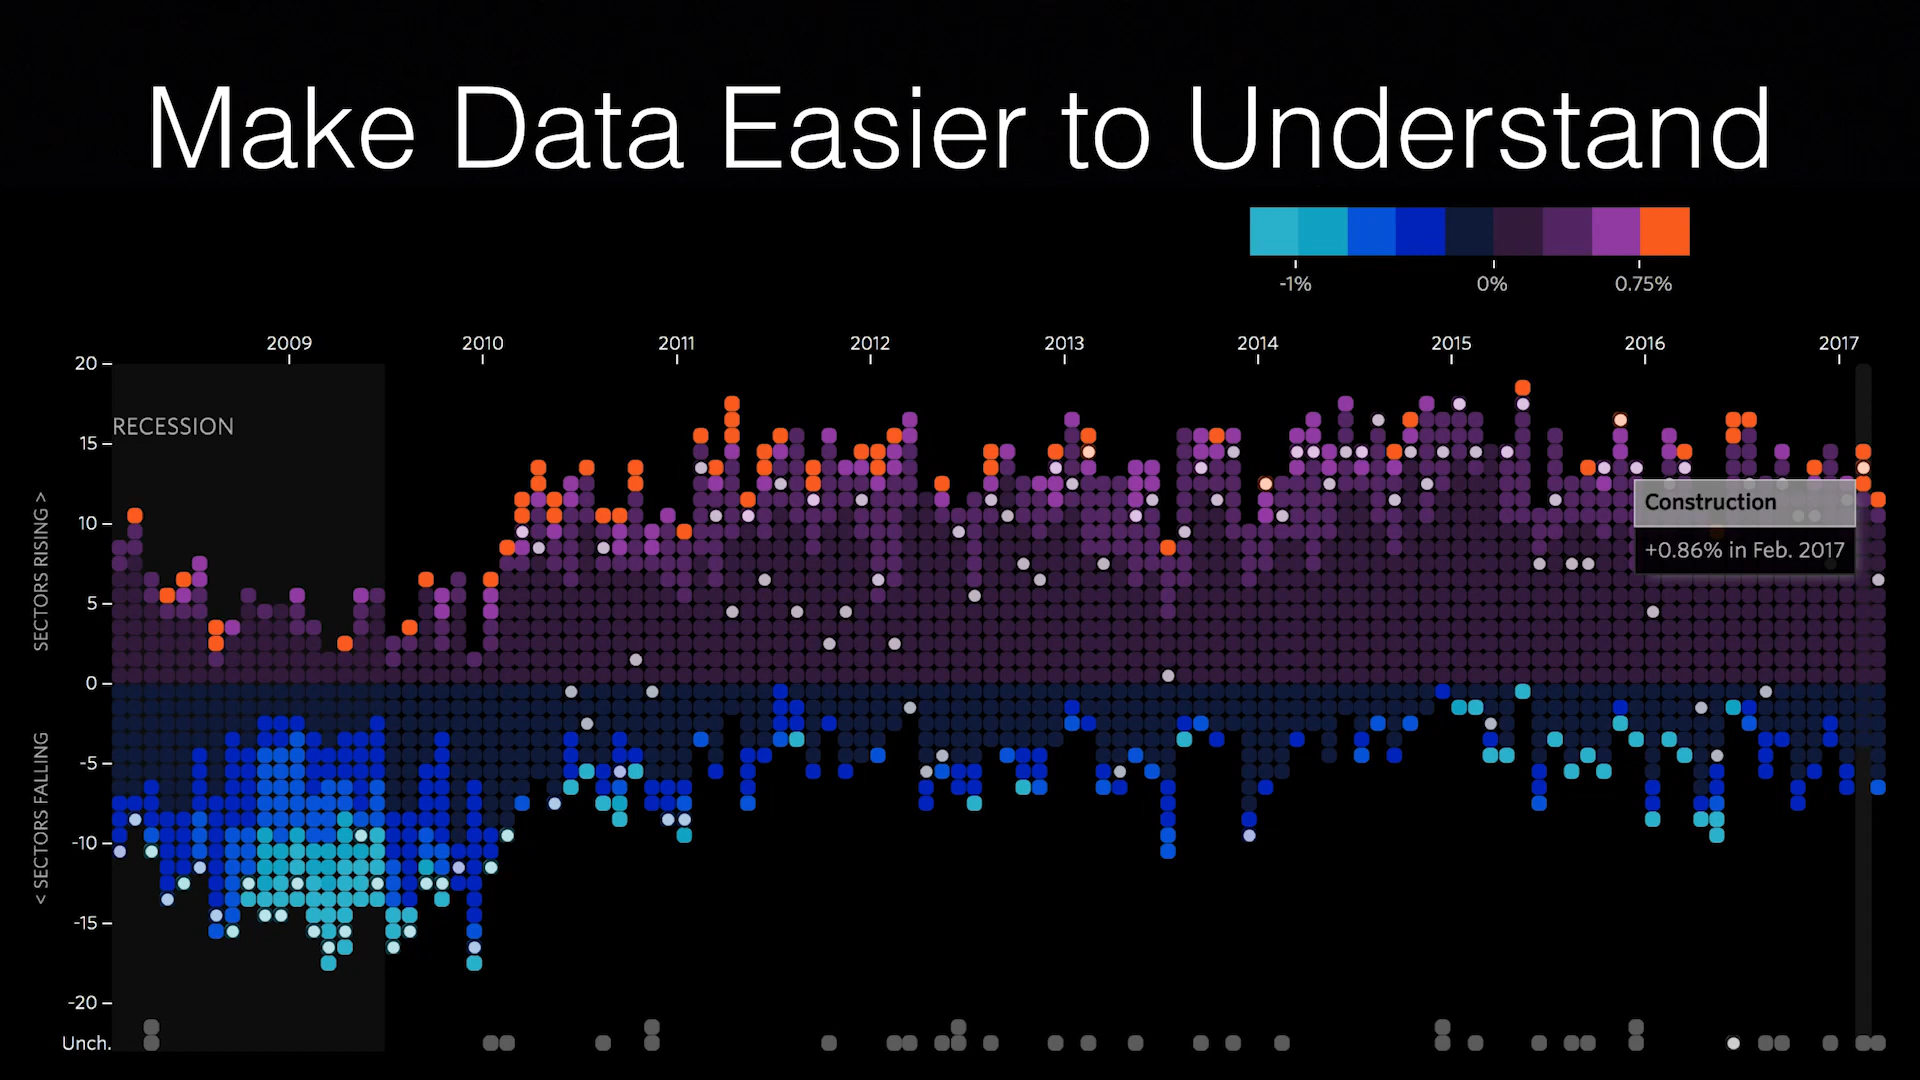 Make Data Easier to Understand
-1% 0% 0.75%
2009 2010 2011 2012 2013 2014 2015 2016 2017
20
RECESSION
15
Construction
10
+0.86% in Feb. 2017
5
0
-5
-10
-15
-20
Unch.
SECTORS RISING >
< SECTORS FALLING